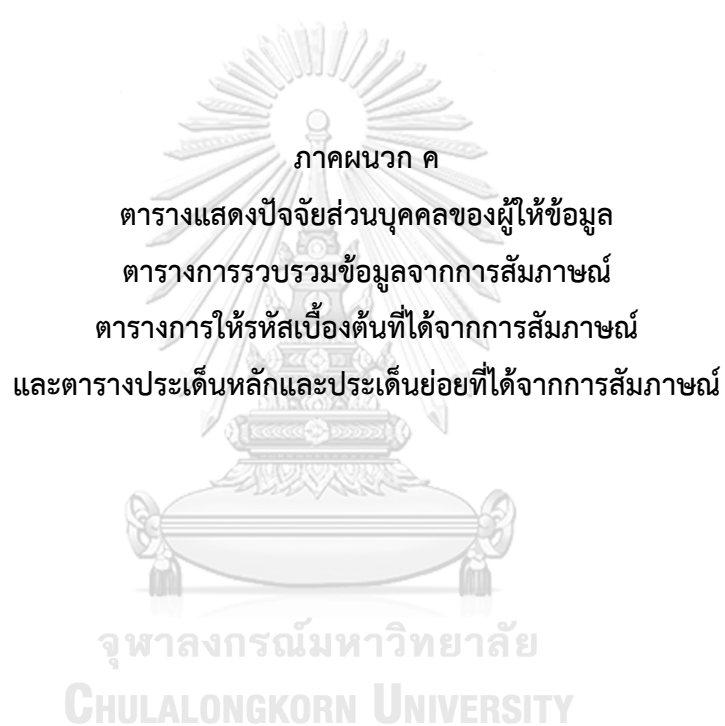 ภาคผนวก ค
ตารางแสดงปัจจัยส่วนบุคคลของผู้ให้ข้อมูล
ตารางการรวบรวมข้อมูลจากการสัมภาษณ์
ตารางการให้รหัสเบื้องต้นที่ได้จากการสัมภาษณ์
และตารางประเด็นหลักและประเด็นย่อยที่ได้จากการสัมภาษณ์
จุฬาลงกรณ์มหาวิทยาลัย
CHULALONGKORN UNIVERSITY